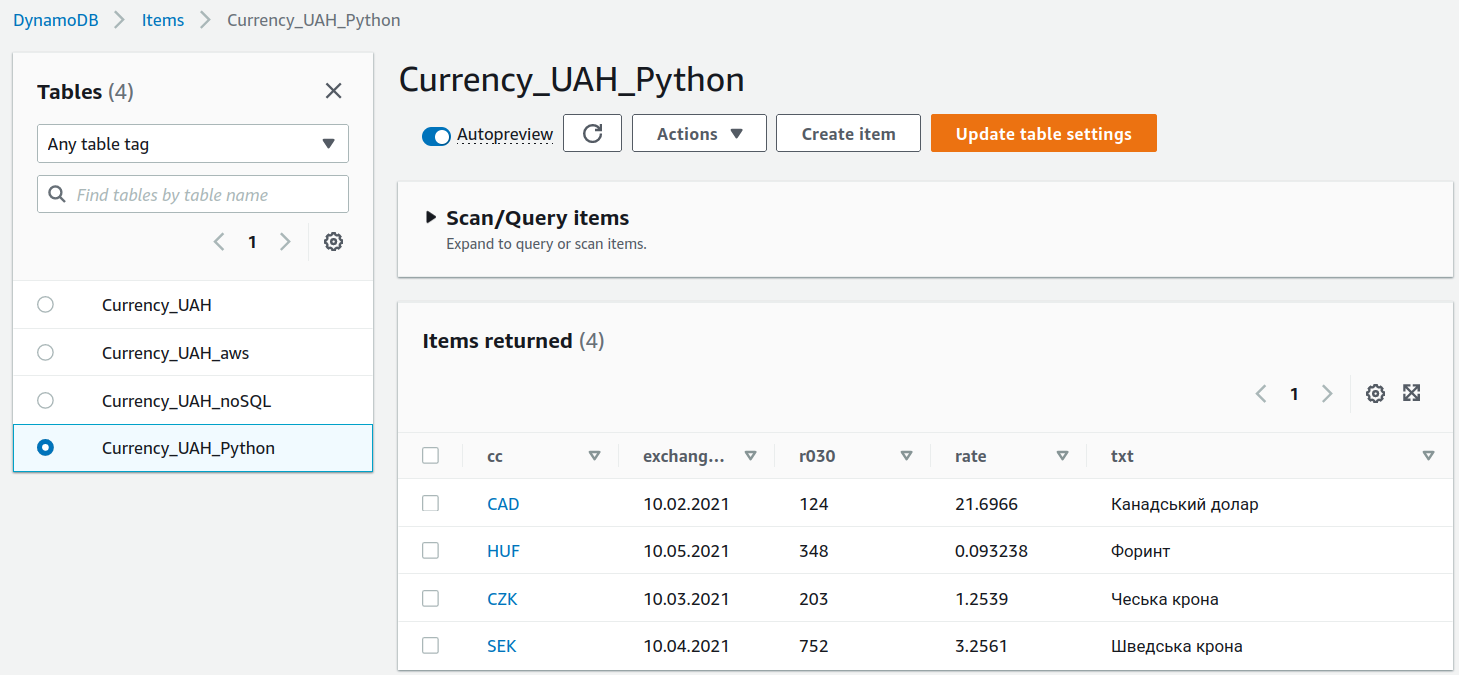 DynamoDB > Items > Currency_UAH_Python
Tables (4)
Any table tag
Find tables by table name
1
Currency_UAH
Currency_UAH_aws
Currency_UAH_noSQL
Currency_UAH_Python
Currency_UAH_Python
Autopreview Actions Create item Update table settings
Scan/Query items
Expand to query or scan items.
Items returned (4)
1
cc exchang... r030 rate txt
CAD 10.02.2021 124 21.6966 Канадський долар
HUF 10.05.2021 348 0.093238 Форинт
CZK 10.03.2021 203 1.2539 Чеська крона
SEK 10.04.2021 752 3.2561 Шведська крона